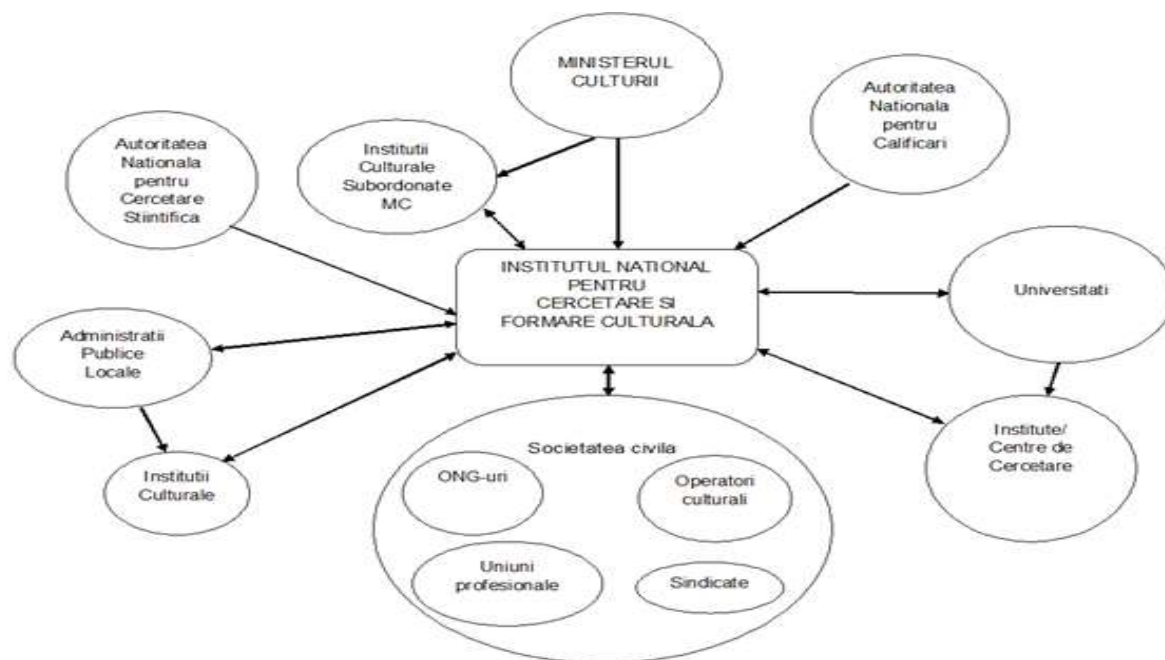 MINISTERUL
CULTURII
Autoritatea
Nationala
pentru
Calificari
Autoritatea
Nationala
pentru
Cercetare
Stiintifica
Institutii
Culturale
Subordonate
MC
INSTITUTUL NATIONAL
PENTRU
CERCETARE SI
FORMARE CULTURALA
Universitati
Administratii
Publice
Locale
Institute/
Centre de
Cercetare
Institutii
Culturale
Societatea civila
ONG-uri
Operatori
culturali
Uniuni
profesionale
Sindicate